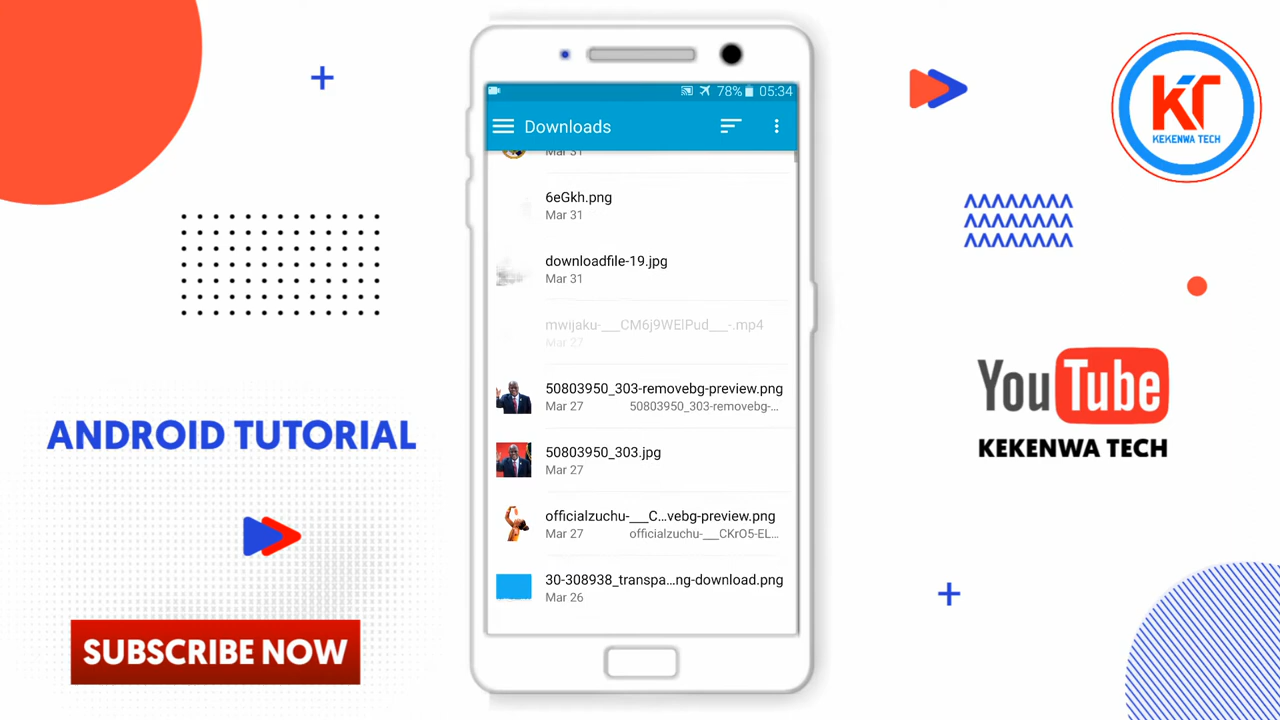 78% 05:34
Downloads
Mar 31
6eGkh.png
Mar 31
downloadfile-19.jpg
Mar 31
mwijaku-___CM6j9WElPud___-.mp4
Mar 27
50803950_303-removebg-preview.png
Mar 27 50803950_303-removebg-...
50803950_303.jpg
Mar 27
officialzuchu-___C...vebg-preview.png
Mar 27 officialzuchu-___CKrO5-EL...
30-308938_transpa...ng-download.png
Mar 26
ANDROID TUTORIAL
SUBSCRIBE NOW
KT
KEKENWA TECH
YouTube
KEKENWA TECH